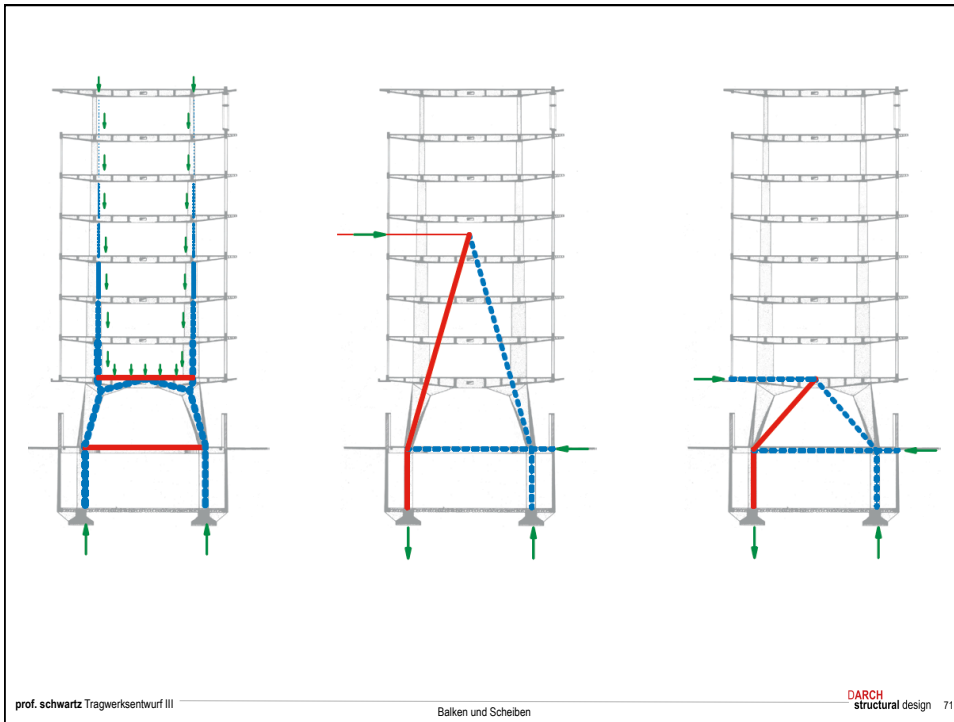 prof. schwartz Tragwerksentwurf III
Balken und Scheiben
DARCH
structural design 71